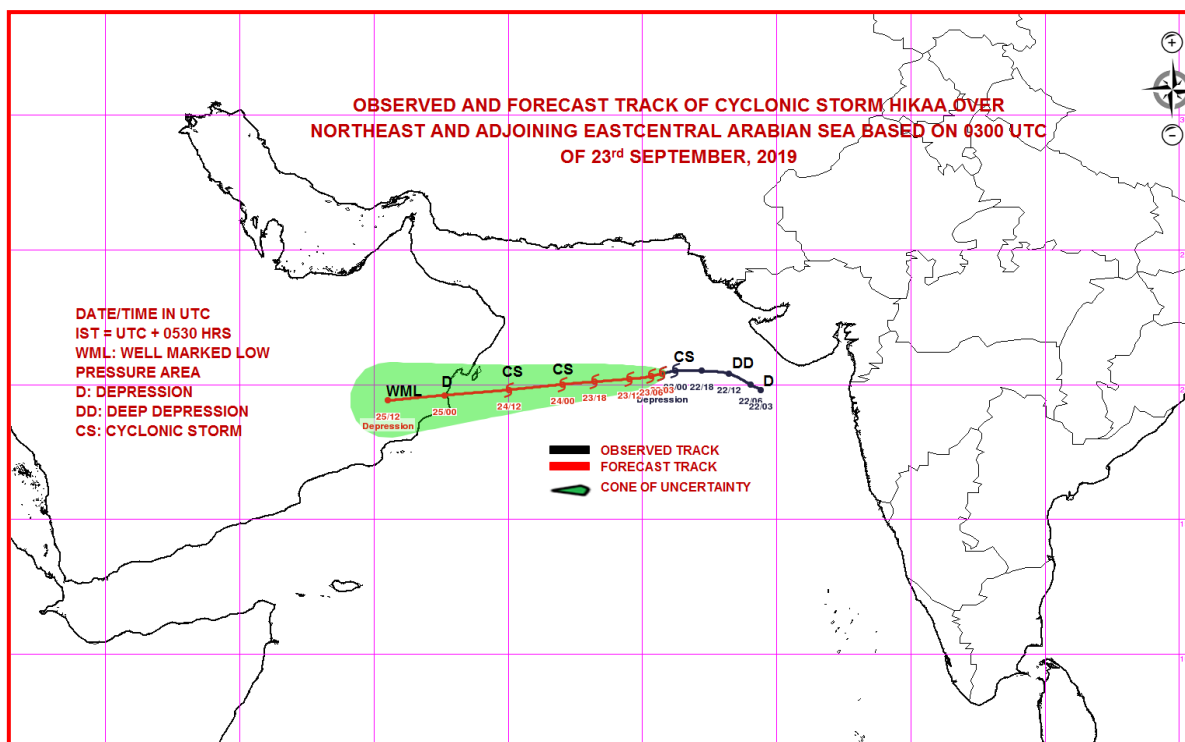 OBSERVED AND FORECAST TRACK OF CYCLONIC STORM HIKAA OVER
NORTHEAST AND ADJOINING EASTCENTRAL ARABIAN SEA BASED ON 0300 UTC
OF 23rd SEPTEMBER, 2019
DATE/TIME IN UTC
IST = UTC + 0530 HRS
WML: WELL MARKED LOW
PRESSURE AREA
D: DEPRESSION
DD: DEEP DEPRESSION
CS: CYCLONIC STORM
WML
D
CS
CS
CS
DD
D
25/12
Depression
25/00
24/12
24/00
23/18
23/12
23/06
Depression
22/18
22/12
22/06
22/03
OBSERVED TRACK
FORECAST TRACK
CONE OF UNCERTAINTY